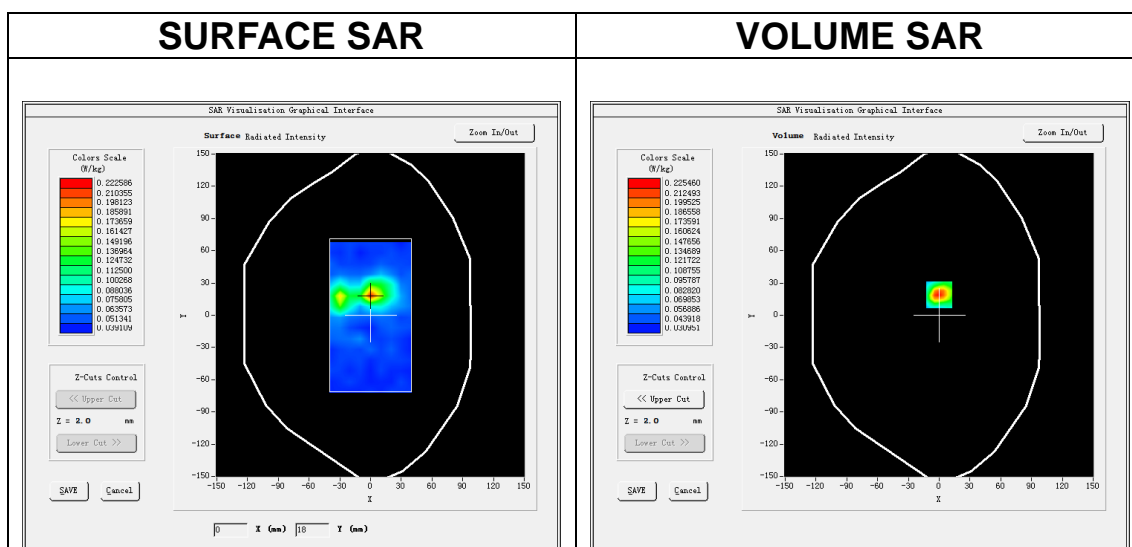 SURFACE SAR
VOLUME SAR
SAR Visualisation Graphical Interface
Surface Radiated Intensity
Zoom In/Out
Colors Scale
(W/kg)
0.222586
0.210355
0.198123
0.185891
0.173659
0.161427
0.149196
0.136964
0.124732
0.112500
0.100268
0.088036
0.075805
0.063573
0.051341
0.039109
150
120
90
60
30
0
-30
-60
-90
-120
-150
Y
-150 -120 -90 -60 -30 0 30 60 90 120 150
X
Z-Cuts Control
<< Upper Cut
Z = 2.0 mm
Lower Cut >>
SAVE Cancel
0 X (mm) 18 Y (mm)
SAR Visualisation Graphical Interface
Volume Radiated Intensity
Zoom In/Out
Colors Scale
(W/kg)
0.225460
0.212493
0.199525
0.186558
0.173591
0.160624
0.147656
0.134689
0.121722
0.108755
0.095787
0.082820
0.069853
0.056886
0.043918
0.030951
150
120
90
60
30
0
-30
-60
-90
-120
-150
Y
-150 -120 -90 -60 -30 0 30 60 90 120 150
X
Z-Cuts Control
<< Upper Cut
Z = 2.0 mm
Lower Cut >>
SAVE Cancel